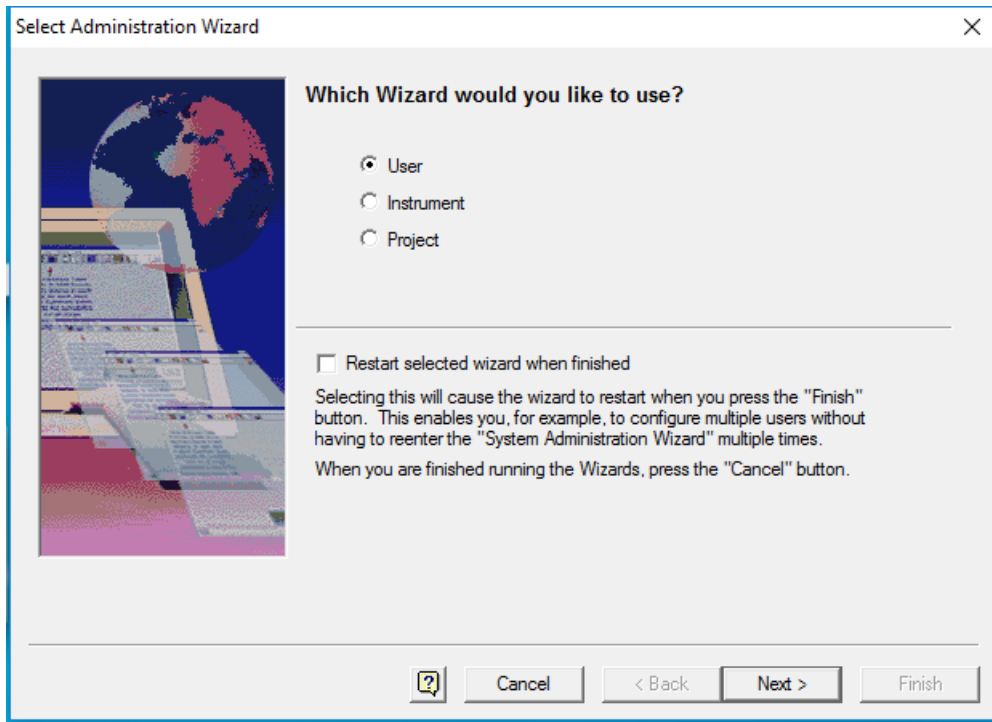 Select Administration Wizard
Which Wizard would you like to use?
User
Instrument
Project
Restart selected wizard when finished
Selecting this will cause the wizard to restart when you press the "Finish"
button. This enables you, for example, to configure multiple users without
having to reenter the "System Administration Wizard" multiple times.
When you are finished running the Wizards, press the "Cancel" button.
?
Cancel
< Back
Next >
Finish